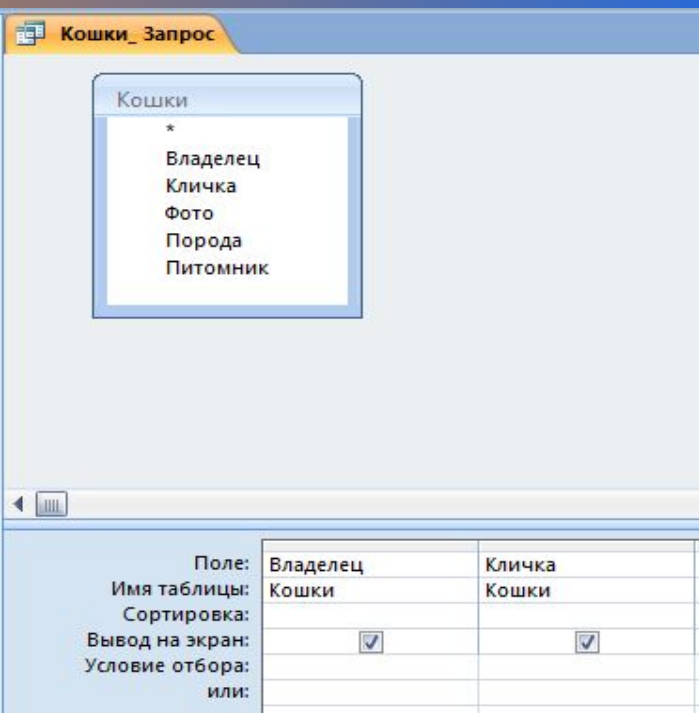 Кошки_ Запрос
Кошки
*
Владелец
Кличка
Фото
Порода
Питомник
Поле: Владелец Кличка
Имя таблицы: Кошки Кошки
Сортировка:
Вывод на экран:
Условие отбора:
или: